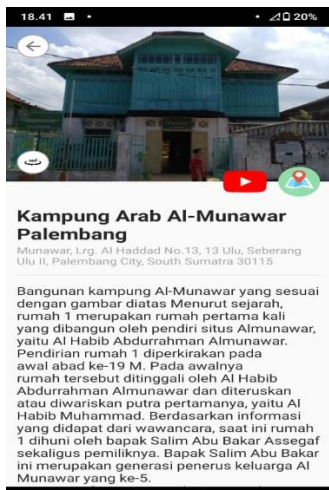 18.41
20%
360°
Kampung Arab Al-Munawar
Palembang
Munawar, Lrg. Al Haddad No.13, 13 Ulu, Seberang
Ulu II, Palembang City, South Sumatra 30115
Bangunan kampung Al-Munawar yang sesuai
dengan gambar diatas Menurut sejarah,
rumah 1 merupakan rumah pertama kali
yang dibangun oleh pendiri situs Almunawar,
yaitu Al Habib Abdurrahman Almunawar.
Pendirian rumah 1 diperkirakan pada
awal abad ke-19 M. Pada awalnya
rumah tersebut ditinggali oleh Al Habib
Abdurrahman Almunawar dan diteruskan
atau diwariskan putra pertamanya, yaitu Al
Habib Muhammad. Berdasarkan informasi
yang didapat dari wawancara, saat ini rumah
1 dihuni oleh bapak Salim Abu Bakar Assegaf
sekaligus pemiliknya. Bapak Salim Abu Bakar
ini merupakan generasi penerus keluarga Al
Munawar yang ke-5.